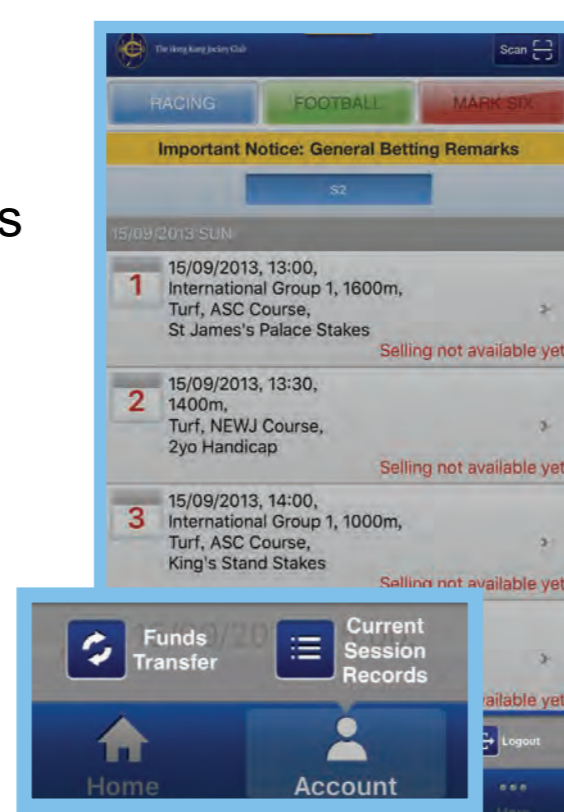 The Hong Kong Jockey Club
Scan
RACING
FOOTBALL
MARK SIX
Important Notice: General Betting Remarks
s
S2
15/09/2013 SUN
1
15/09/2013, 13:00,
International Group 1, 1600m,
Turf, ASC Course,
St James's Palace Stakes
Selling not available yet
2
15/09/2013, 13:30,
1400m,
Turf, NEWJ Course,
2yo Handicap
Selling not available yet
3
15/09/2013, 14:00,
International Group 1, 1000m,
Turf, ASC Course,
King's Stand Stakes
Selling not available yet
Funds
Transfer
Current
Session
Records
available yet
Logout
Home
Account